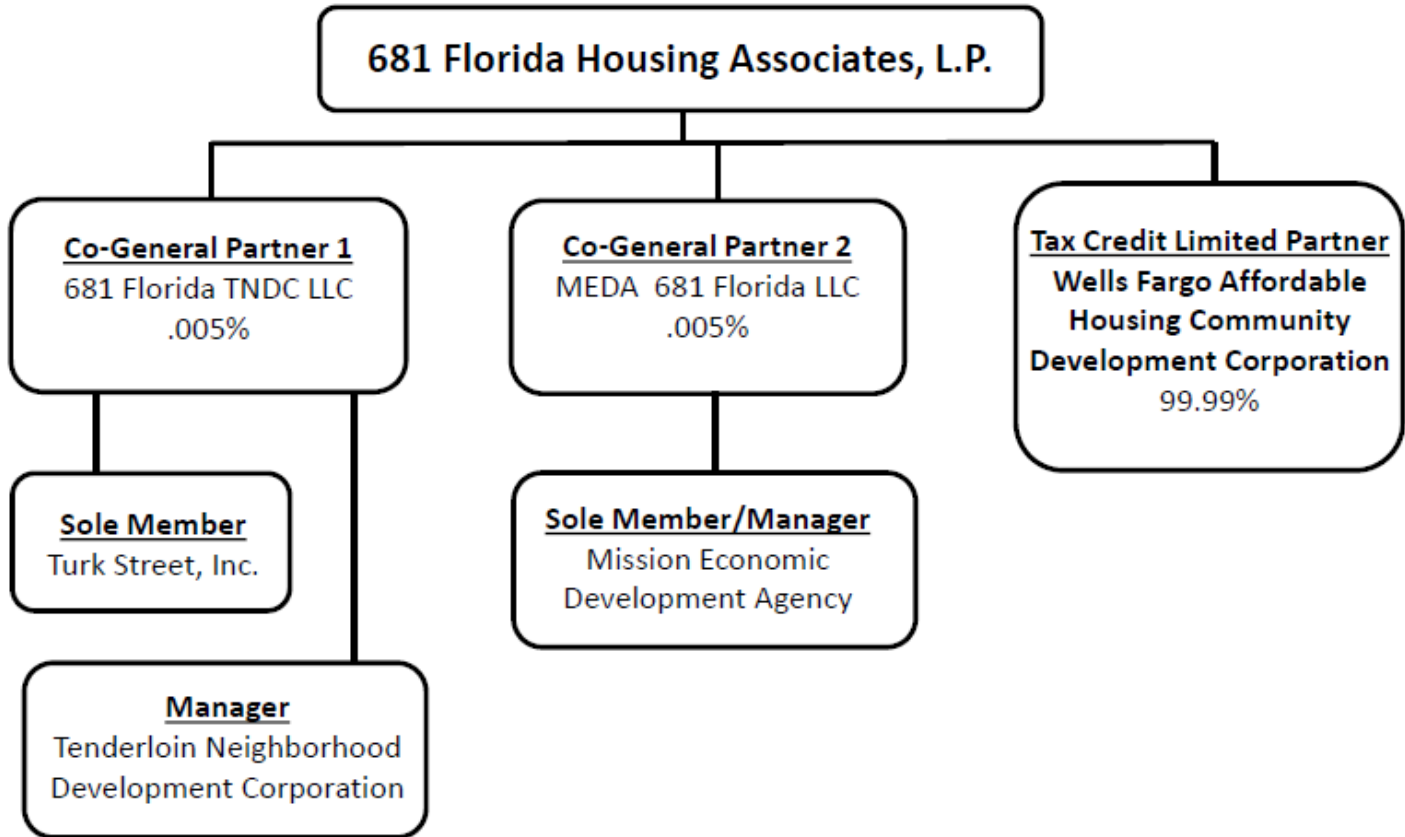 681 Florida Housing Associates, L.P.
Co-General Partner 1
681 Florida TNDC LLC
.005%
Co-General Partner 2
MEDA 681 Florida LLC
.005%
Tax Credit Limited Partner
Wells Fargo Affordable
Housing Community
Development Corporation
99.99%
Sole Member
Turk Street, Inc.
Sole Member/Manager
Mission Economic
Development Agency
Manager
Tenderloin Neighborhood
Development Corporation